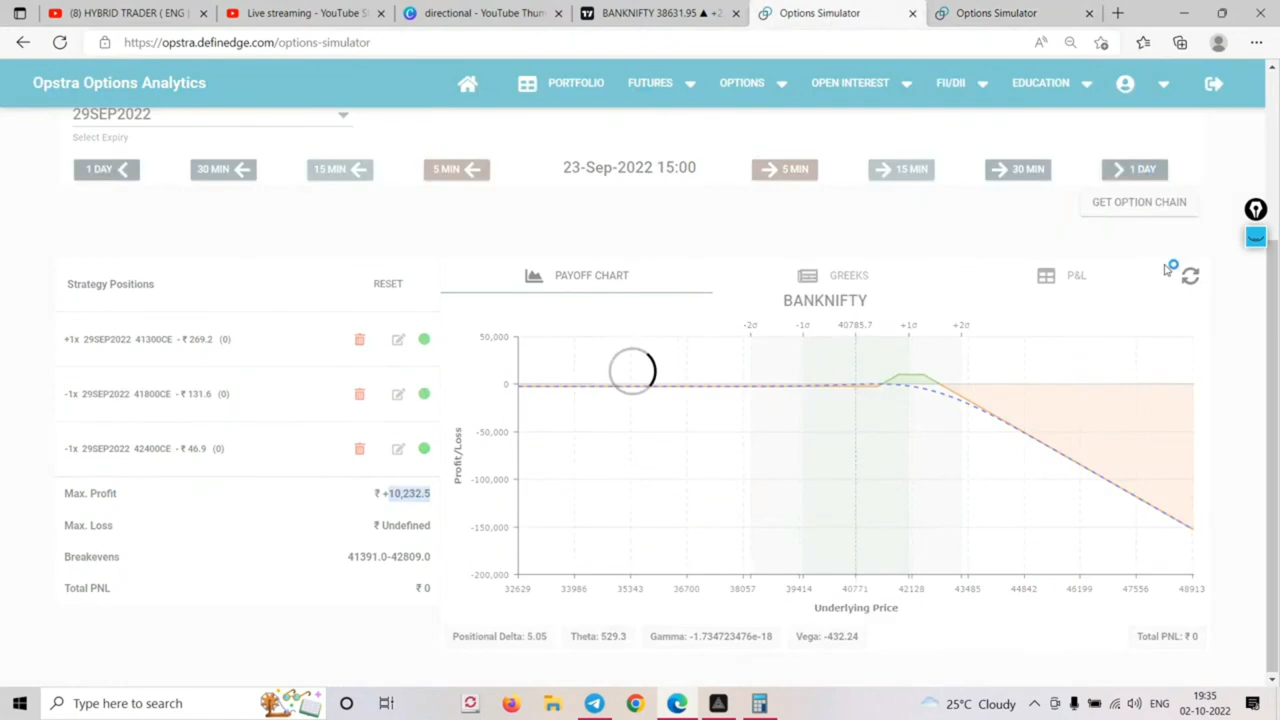 (8) HYBRID TRADER ( ENG |
Live streaming - YouTube S
directional - YouTube Thum
BANKNIFTY 38631.95 ▲ +2
Options Simulator
Options Simulator
https://opstra.definedge.com/options-simulator
Opstra Options Analytics
PORTFOLIO
FUTURES
OPTIONS
OPEN INTEREST
FII/DII
EDUCATION
29SEP2022
Select Expiry
1 DAY
30 MIN
15 MIN
5 MIN
23-Sep-2022 15:00
5 MIN
15 MIN
30 MIN
1 DAY
GET OPTION CHAIN
Strategy Positions
RESET
PAYOFF CHART
GREEKS
P&L
BANKNIFTY
-2σ
-1σ
40785.7
+1σ
+2σ
+1x 29SEP2022 41300CE - ₹ 269.2 (0)
-1x 29SEP2022 41800CE - ₹ 131.6 (0)
-1x 29SEP2022 42400CE - ₹ 46.9 (0)
Max. Profit
₹ +10,232.5
Max. Loss
₹ Undefined
Breakevens
41391.0-42809.0
Total PNL
₹ 0
Profit/Loss
50,000
0
-50,000
-100,000
-150,000
-200,000
32629
33986
35343
36700
38057
39414
40771
42128
43485
44842
46199
47556
48913
Underlying Price
Positional Delta: 5.05
Theta: 529.3
Gamma: -1.734723476e-18
Vega: -432.24
Total PNL: ₹ 0
Type here to search
25°C Cloudy
ENG
19:35
02-10-2022